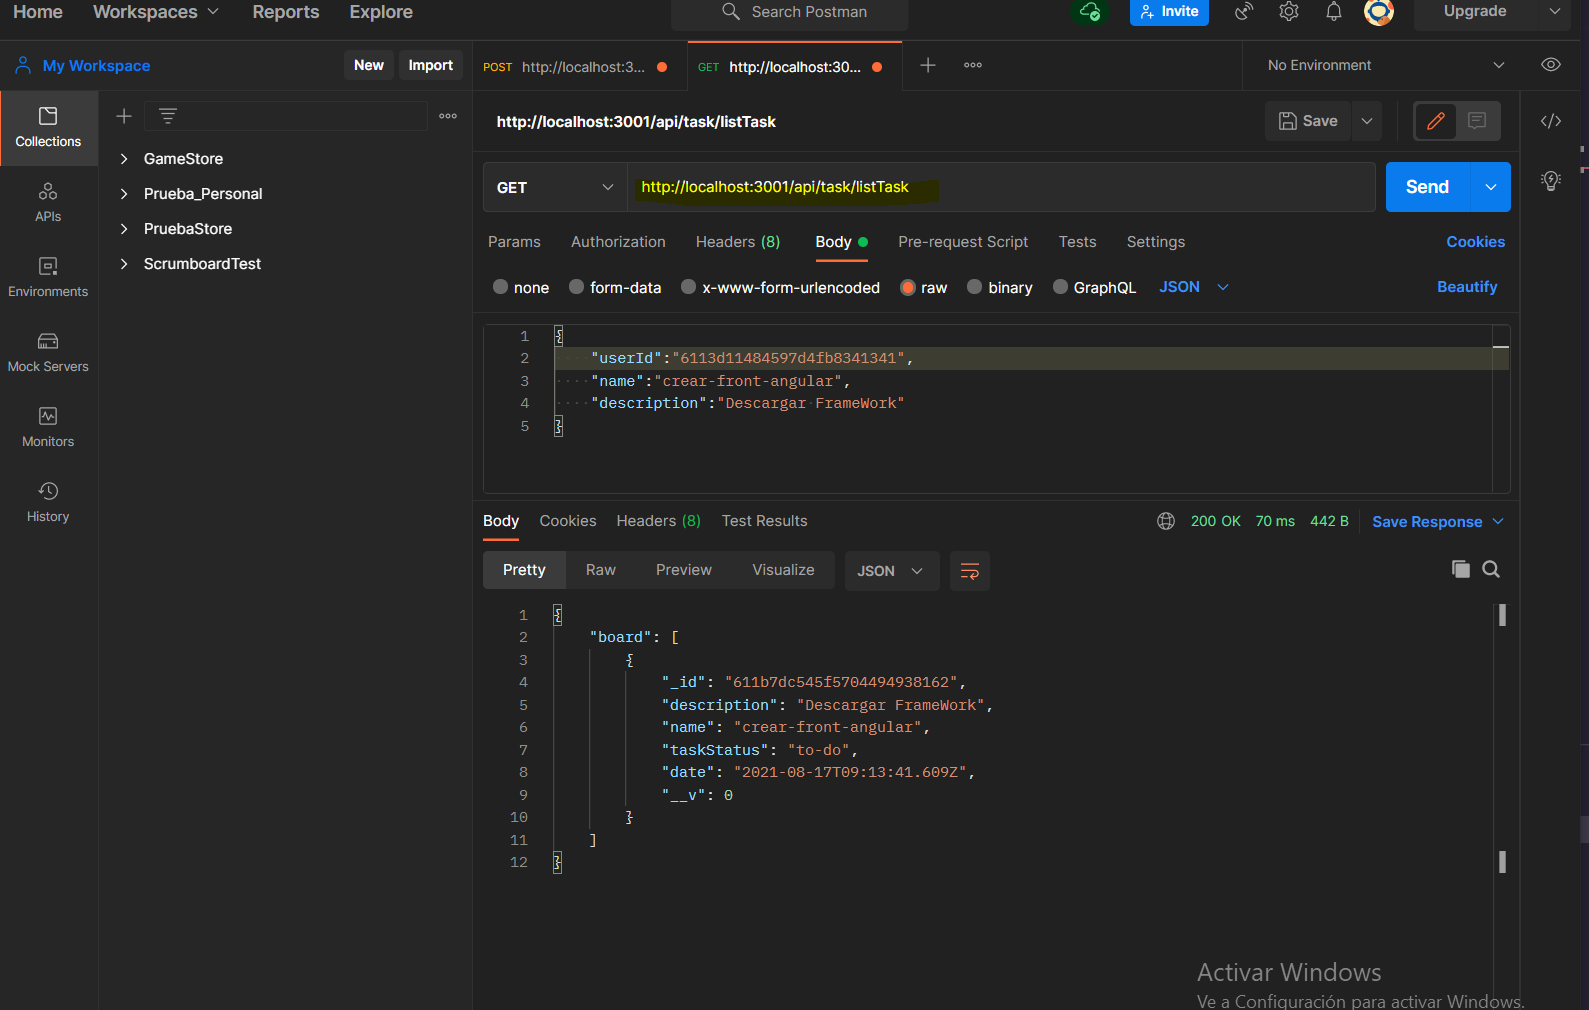 Home Workspaces Reports Explore Search Postman Invite Upgrade
My Workspace New Import POST http://localhost:3... GET http://localhost:30... No Environment
Collections
APIs
Environments
Mock Servers
Monitors
History
GameStore
Prueba_Personal
PruebaStore
ScrumboardTest
http://localhost:3001/api/task/listTask Save
GET http://localhost:3001/api/task/listTask Send
Params Authorization Headers (8) Body Pre-request Script Tests Settings Cookies
none form-data x-www-form-urlencoded raw binary GraphQL JSON Beautify
1 {
2 "userId":"6113d11484597d4fb8341341",
3 "name":"crear-front-angular",
4 "description":"Descargar FrameWork"
5 }
Body Cookies Headers (8) Test Results 200 OK 70 ms 442 B Save Response
Pretty Raw Preview Visualize JSON
1 {
2 "board": [
3 {
4 "_id": "611b7dc545f5704494938162",
5 "description": "Descargar FrameWork",
6 "name": "crear-front-angular",
7 "taskStatus": "to-do",
8 "date": "2021-08-17T09:13:41.609Z",
9 "__v": 0
10 }
11 ]
12 }
Activar Windows
Ve a Configuración para activar Windows.